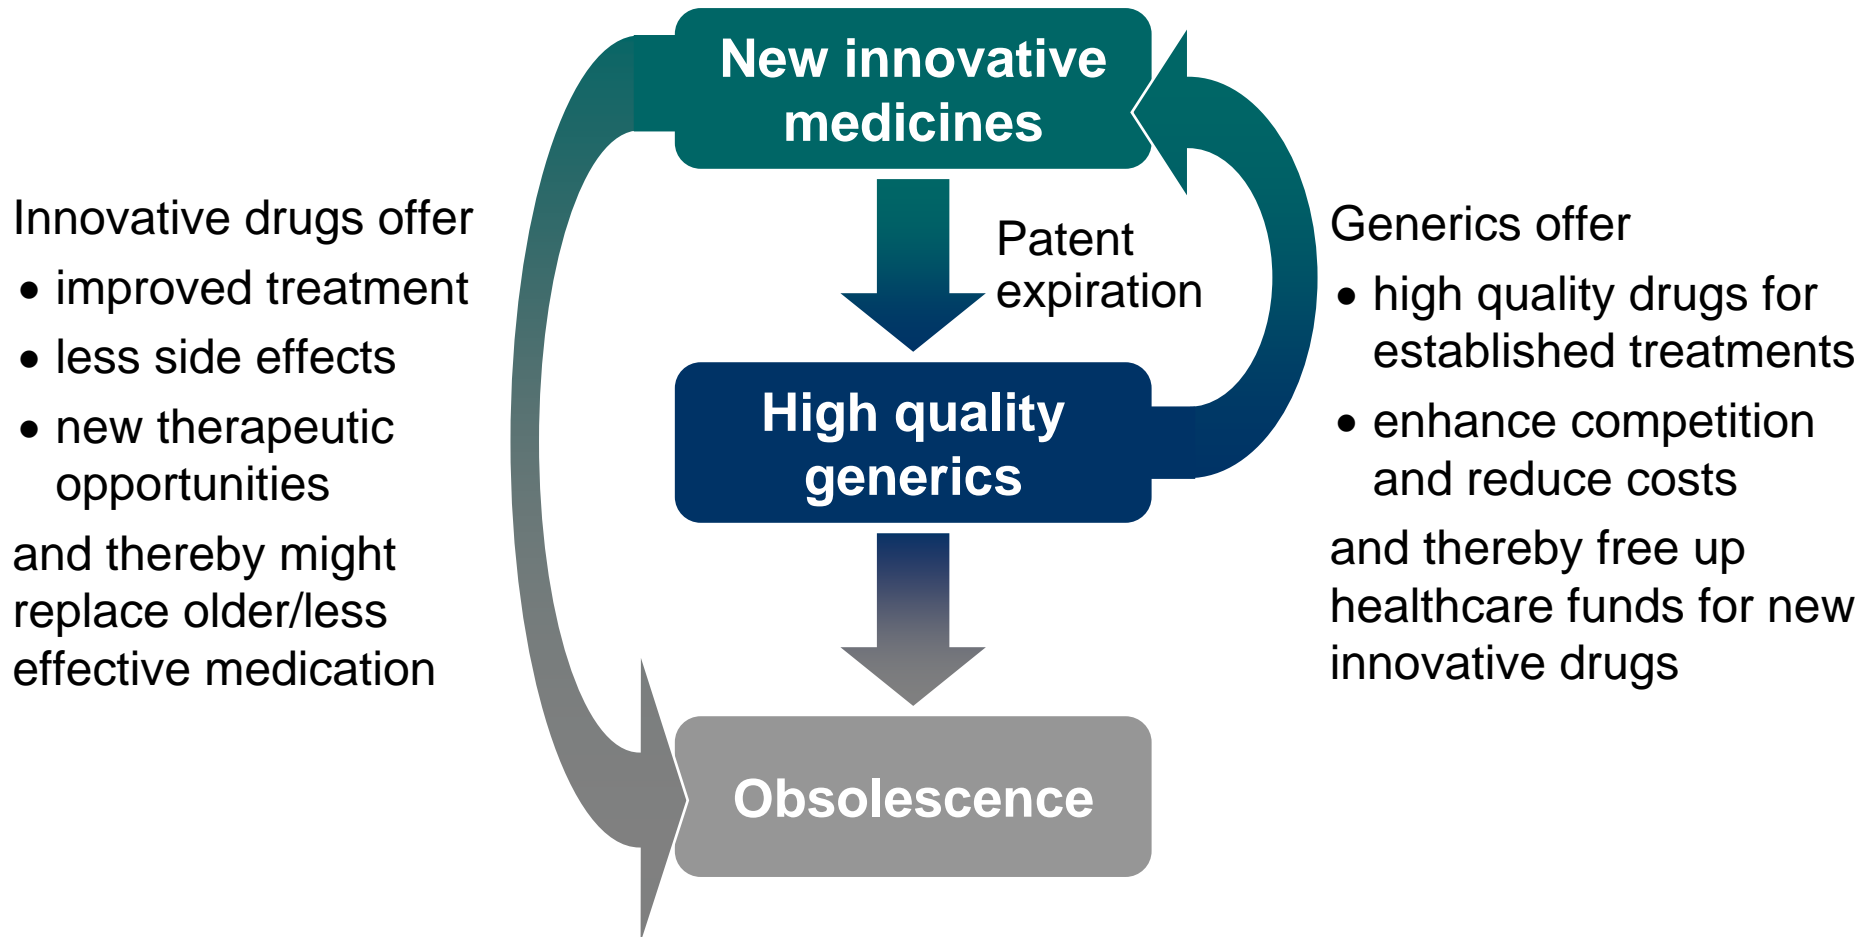 New innovative
medicines
Innovative drugs offer
• improved treatment
• less side effects
• new therapeutic
opportunities
and thereby might
replace older/less
effective medication
Patent
expiration
Generics offer
• high quality drugs for
established treatments
• enhance competition
and reduce costs
and thereby free up
healthcare funds for new
innovative drugs
High quality
generics
Obsolescence